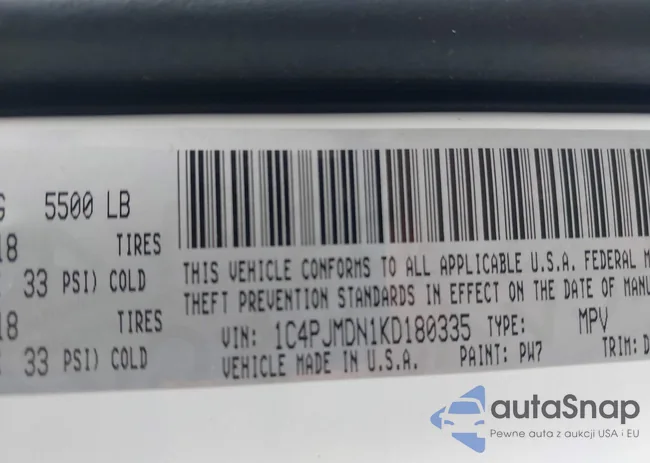 G 5500 LB
18 TIRES
33 PSI) COLD
18 TIRES
33 PSI) COLD
THIS VEHICLE CONFORMS TO ALL APPLICABLE U.S.A. FEDERAL M
THEFT PREVENTION STANDARDS IN EFFECT ON THE DATE OF MANU
VIN: 1C4PJMDN1KD180335 TYPE: MPV
VEHICLE MADE IN U.S.A. PAINT: PW7 TRIM: D
autaSnap
Pewne auta z aukcji USA i EU